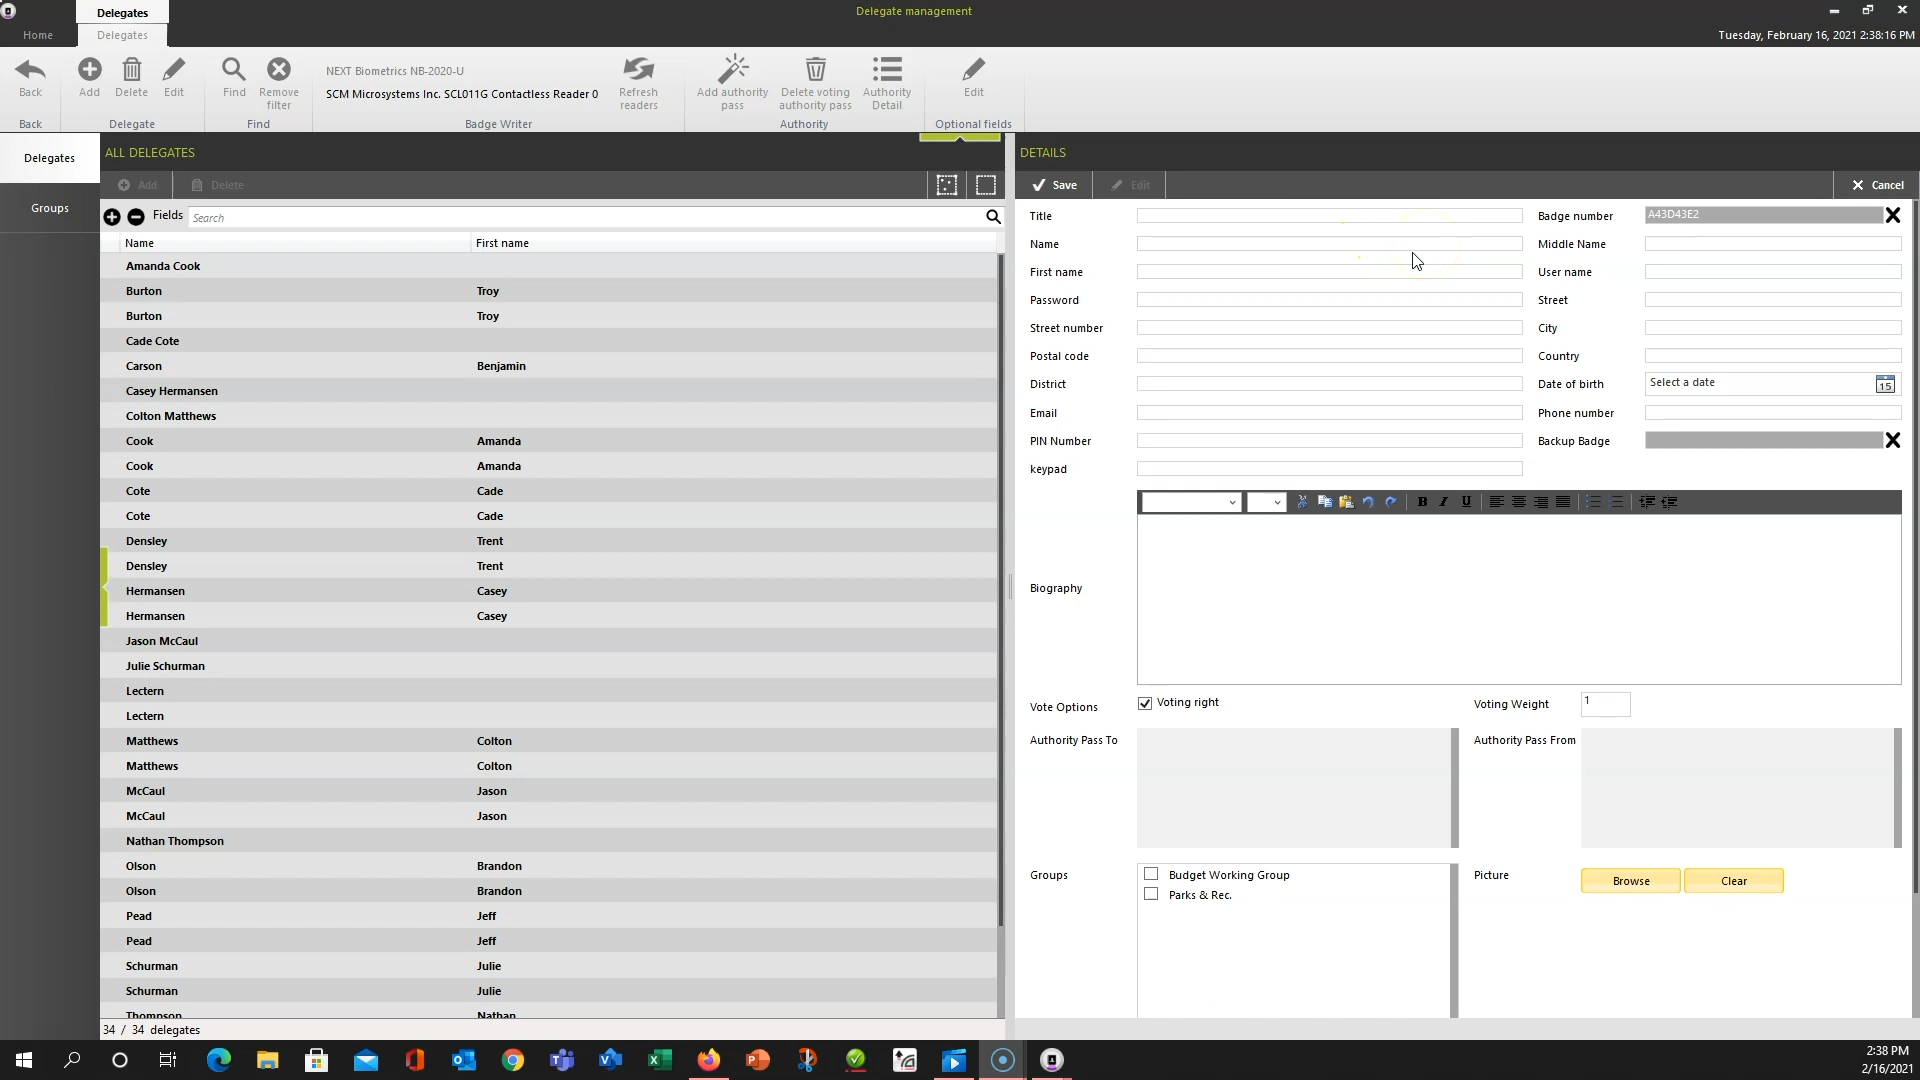 Delegates
Delegate management
Home
Delegates
Tuesday, February 16, 2021 2:38:16 PM
Back
Add
Delete
Edit
Find
Remove filter
NEXT Biometrics NB-2020-U
SCM Microsystems Inc. SCL011G Contactless Reader 0
Refresh readers
Add authority pass
Delete voting authority pass
Authority Detail
Edit
Back
Delegate
Find
Badge Writer
Authority
Optional fields
Delegates
Groups
ALL DELEGATES
Add
Delete
Fields
Search
Name First name
Amanda Cook
Burton Troy
Burton Troy
Cade Cote
Carson Benjamin
Casey Hermansen
Colton Matthews
Cook Amanda
Cook Amanda
Cote Cade
Cote Cade
Densley Trent
Densley Trent
Hermansen Casey
Hermansen Casey
Jason McCaul
Julie Schurman
Lectern
Lectern
Matthews Colton
Matthews Colton
McCaul Jason
McCaul Jason
Nathan Thompson
Olson Brandon
Olson Brandon
Pead Jeff
Pead Jeff
Schurman Julie
Schurman Julie
Thompson Nathan
34 / 34 delegates
DETAILS
Save
Edit
Cancel
Title
Badge number A43D43E2
Name
Middle Name
First name
User name
Password
Street
Street number
City
Postal code
Country
District
Date of birth Select a date 15
Email
Phone number
PIN Number
Backup Badge
keypad
B I U
Biography
Vote Options Voting right
Voting Weight 1
Authority Pass To
Authority Pass From
Groups
Budget Working Group
Parks & Rec.
Picture
Browse
Clear
2:38 PM
2/16/2021